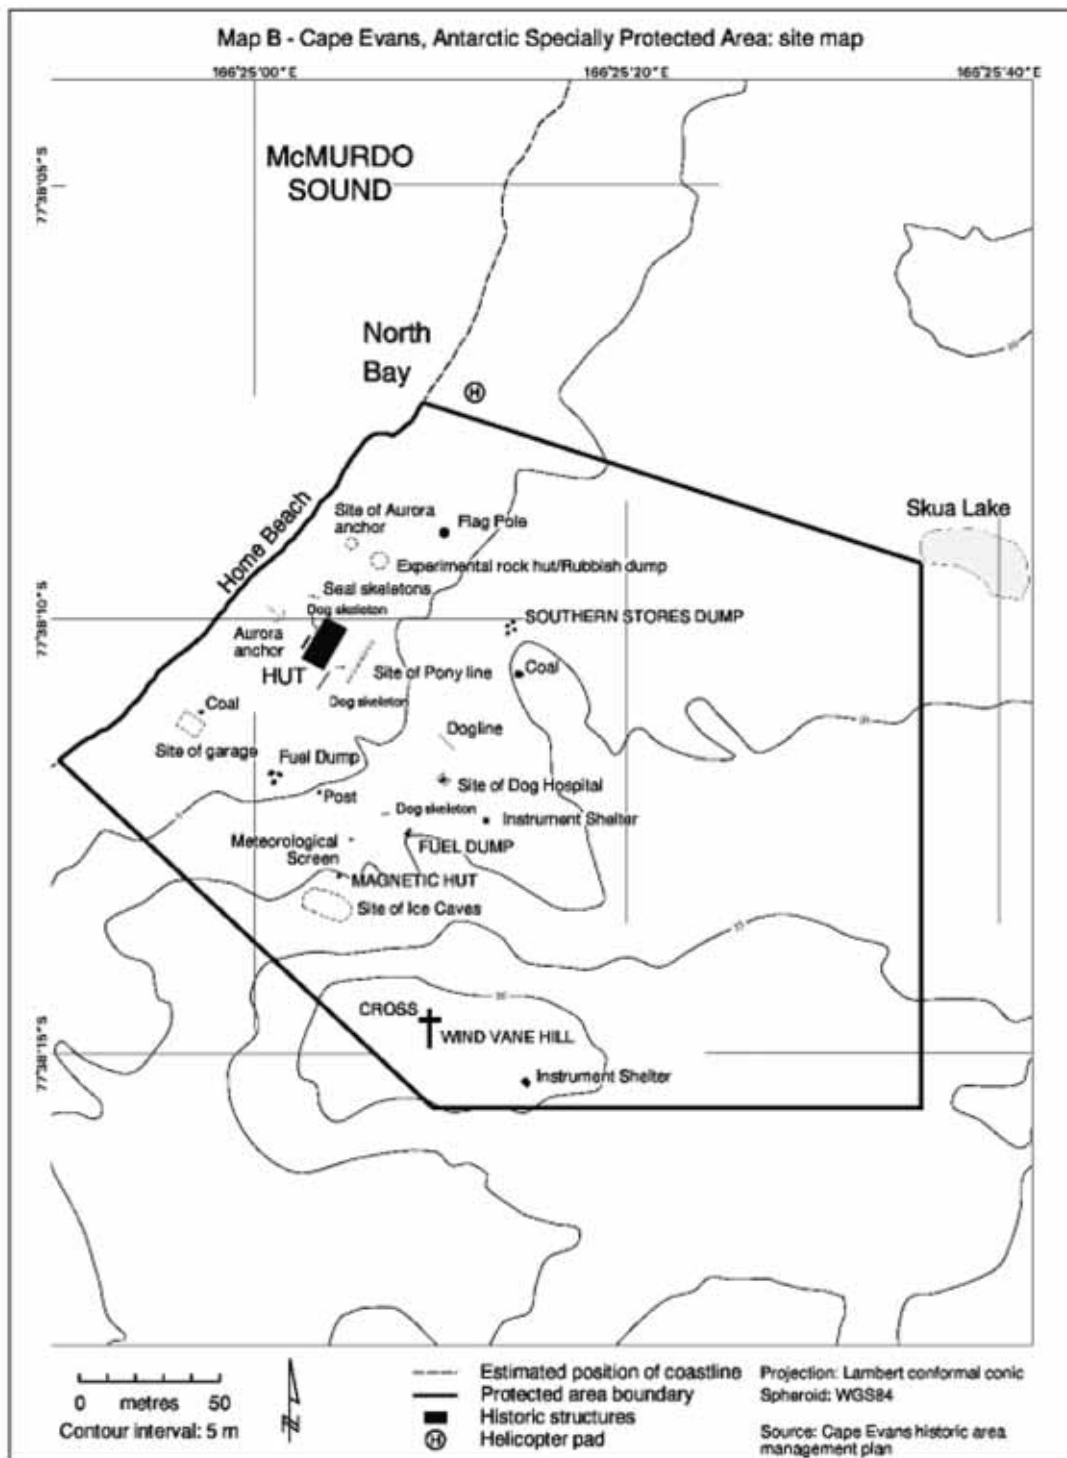 Map B - Cape Evans, Antarctic Specially Protected Area: site map
166°25'00" E
166°25'20" E
166°25'40" E
77°38'05"S
McMURDO
SOUND
North
Bay
H
Home Beach
Site of Aurora
anchor
Flag Pole
Experimental rock hut/Rubbish dump
Skua Lake
Seal skeletons
Dog skeleton
77°38'10"S
SOUTHERN STORES DUMP
Aurora
anchor
HUT
Site of Pony line
Coal
Dog skeleton
Coal
Site of garage
Dogline
Fuel Dump
Post
Site of Dog Hospital
Dog skeleton
Instrument Shelter
Meteorological
Screen
FUEL DUMP
MAGNETIC HUT
Site of Ice Caves
CROSS
WIND VANE HILL
77°38'15"S
Instrument Shelter
0 metres 50
Contour interval: 5 m
N
Estimated position of coastline
Protected area boundary
Historic structures
H Helicopter pad
Projection: Lambert conformal conic
Spheroid: WGS84
Source: Cape Evans historic area
management plan